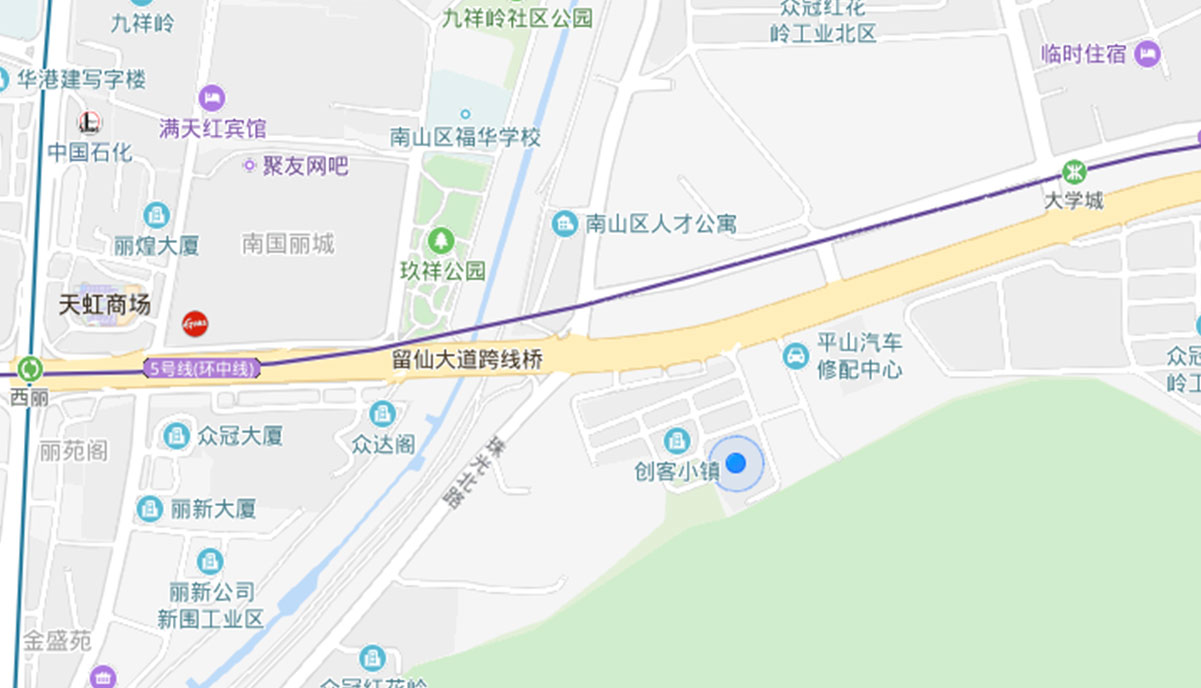 九祥岭
九祥岭社区公园
众冠红花
岭工业北区
临时住宿
华港建写字楼
满天红宾馆
中国石化
南山区福华学校
聚友网吧
大学城
丽煌大厦
南国丽城
南山区人才公寓
玖祥公园
天虹商场
5号线(环中线)
留仙大道跨线桥
平山汽车
修配中心
众冠
岭工
西丽
丽苑阁
众冠大厦
众达阁
珠光北路
创客小镇
丽新大厦
丽新公司
新围工业区
金盛苑
众冠红花岭